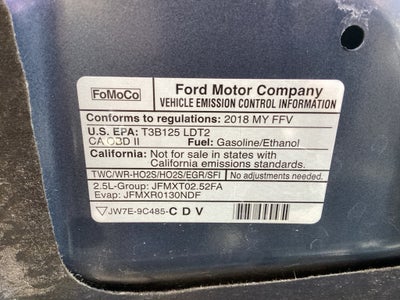 FoMoCo
Ford Motor Company
VEHICLE EMISSION CONTROL INFORMATION
Conforms to regulations: 2018 MY FFV
U.S. EPA: T3B125 LDT2
CA OBD II Fuel: Gasoline/Ethanol
California: Not for sale in states with
California emissions standards.
TWC/WR-HO2S/HO2S/EGR/SFI No adjustments needed.
2.5L-Group: JFMXT02.52FA
Evap: JFMXR0130NDF
JW7E-9C485-CDV